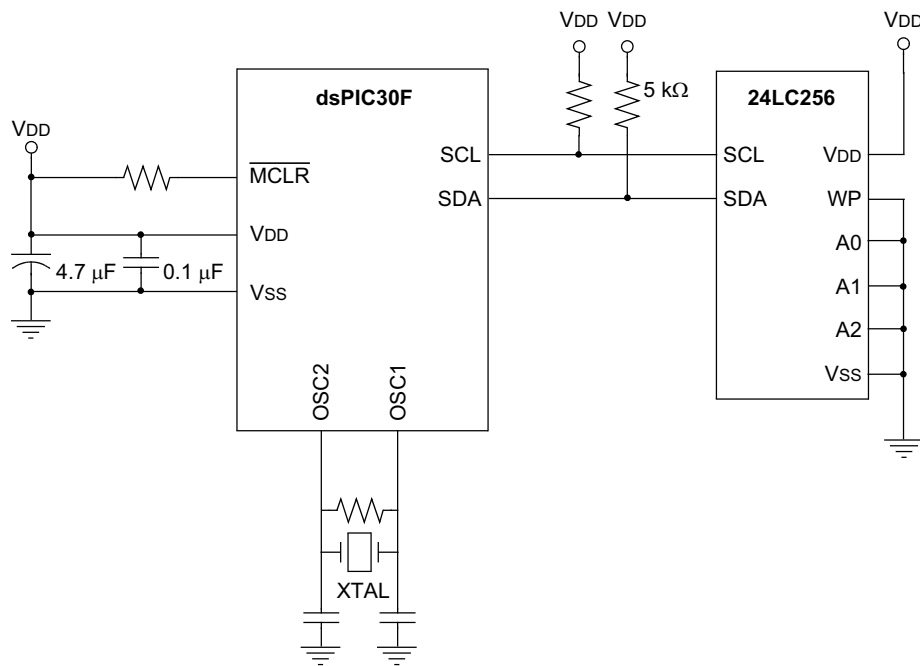 VDD
VDD
VDD
VDD
dsPIC30F
5 kΩ
24LC256
MCLR
VDD
VSS
4.7 μF
0.1 μF
SCL
SDA
OSC2
OSC1
XTAL
SCL
SDA
VDD
WP
A0
A1
A2
VSS